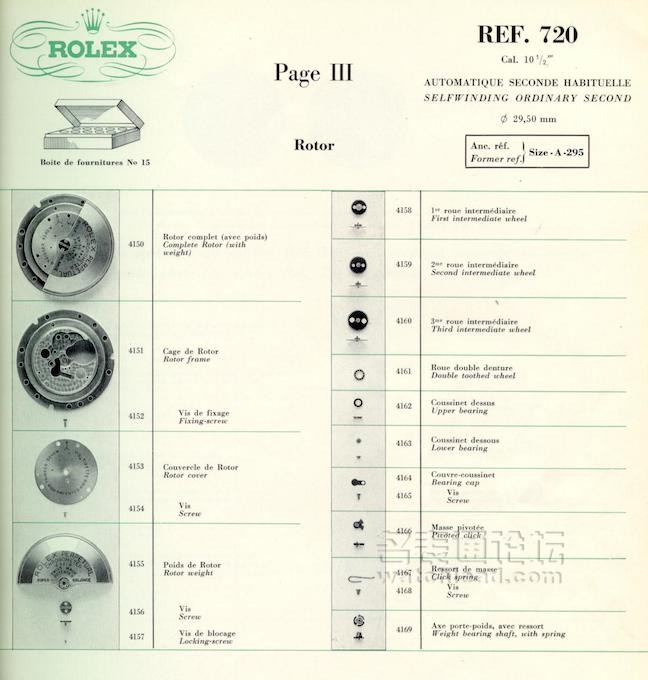 ROLEX
Boîte de fournitures No 15
Page III
Rotor
REF. 720
Cal. 10 1/2'''
AUTOMATIQUE SECONDE HABITUELLE
SELFWINDING ORDINARY SECOND
∅ 29,50 mm
Anc. réf.
Former ref.
Size - A-295
4150
Rotor complet (avec poids)
Complete Rotor (with
weight)
4151
Cage de Rotor
Rotor frame
4152
Vis de fixage
Fixing-screw
4153
Couvercle de Rotor
Rotor cover
4154
Vis
Screw
4155
Poids de Rotor
Rotor weight
4156
Vis
Screw
4157
Vis de blocage
Locking-screw
ROLEX PERPETUAL
SUPER BALANCE
4158
1re roue intermédiaire
First intermediate wheel
4159
2me roue intermédiaire
Second intermediate wheel
4160
3me roue intermédiaire
Third intermediate wheel
4161
Roue double denture
Double toothed wheel
4162
Coussinet dessus
Upper bearing
4163
Coussinet dessous
Lower bearing
4164
Couvre-coussinet
Bearing cap
4165
Vis
Screw
4166
Masse pivotée
Pivoted click
4167
Ressort de masse
Click spring
4168
Vis
Screw
4169
Axe porte-poids, avec ressort
Weight bearing shaft, with spring